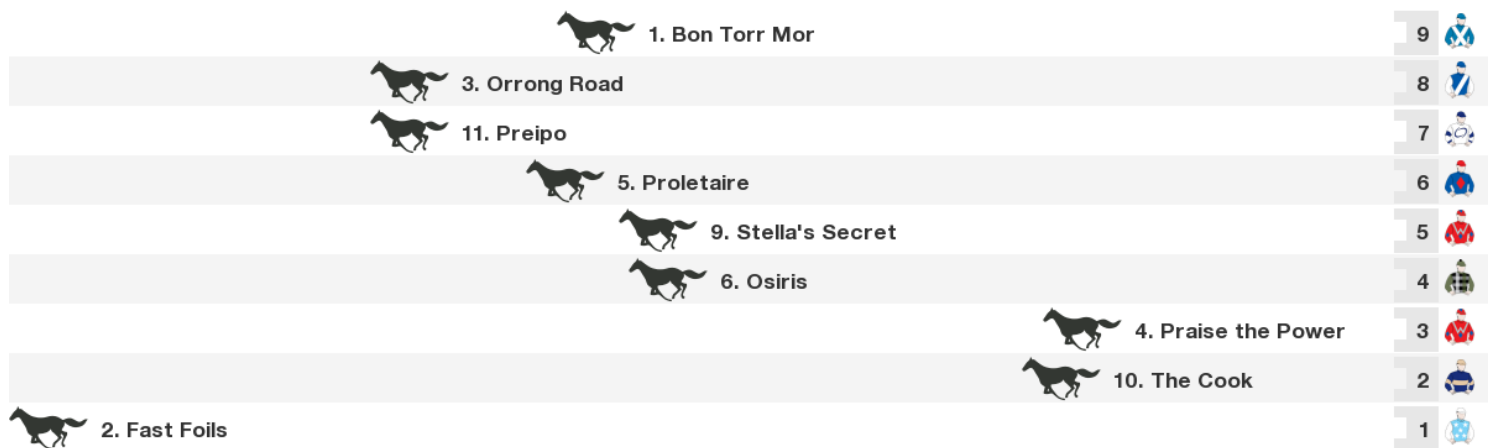 1. Bon Torr Mor 9
3. Orrong Road 8
11. Preipo 7
5. Proletaire 6
9. Stella's Secret 5
6. Osiris 4
4. Praise the Power 3
10. The Cook 2
2. Fast Foils 1